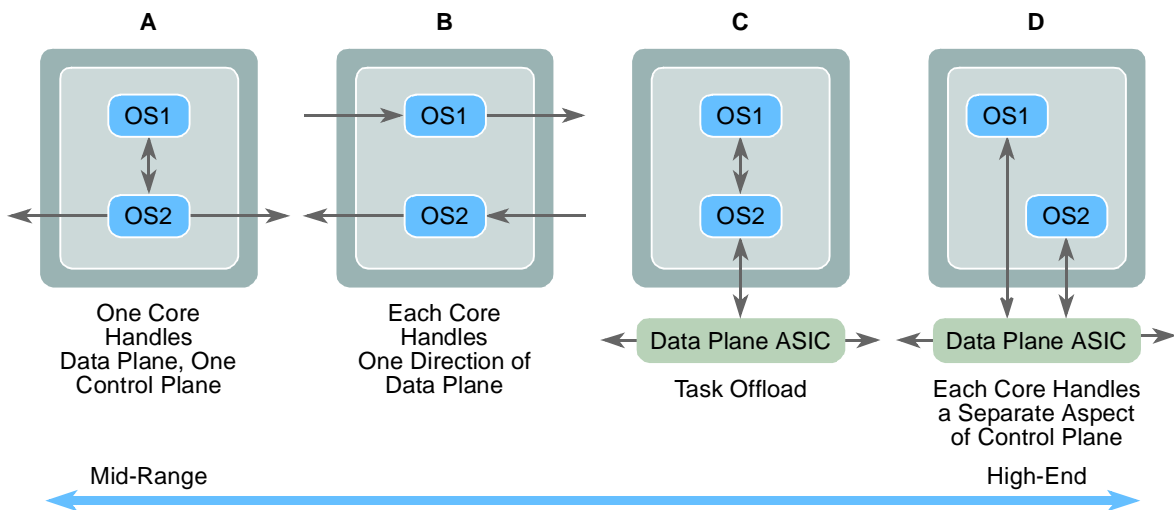 A
B
C
D
OS1
OS2
One Core
Handles
Data Plane, One
Control Plane
OS1
OS2
Each Core
Handles
One Direction of
Data Plane
OS1
OS2
Data Plane ASIC
Task Offload
OS1
OS2
Data Plane ASIC
Each Core Handles
a Separate Aspect
of Control Plane
Mid-Range
High-End